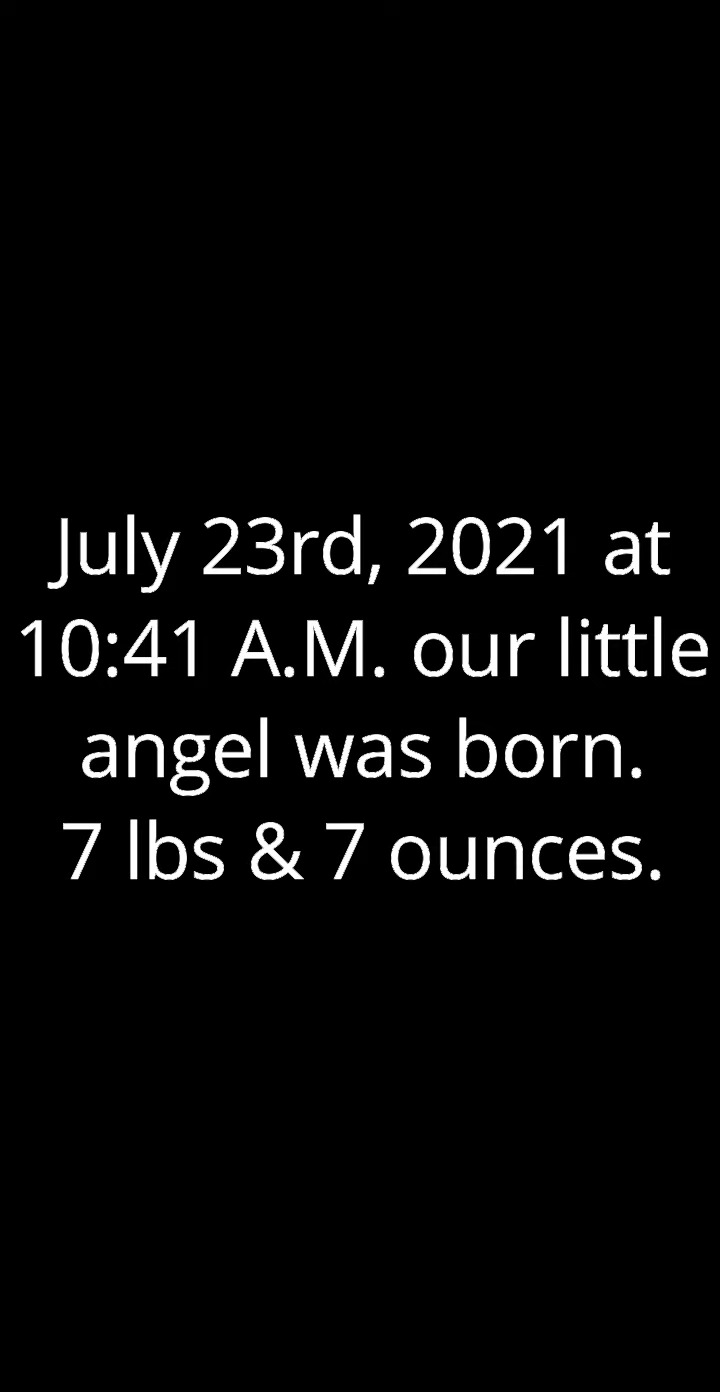 July 23rd, 2021 at
10:41 A.M. our little
angel was born.
7 lbs & 7 ounces.